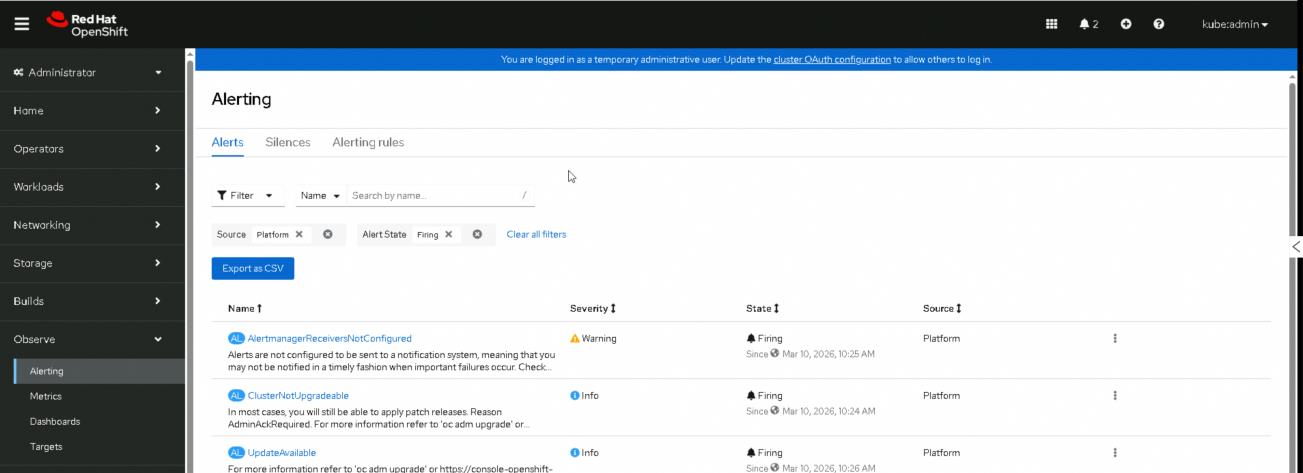 Red Hat
OpenShift
2
kube:admin
Administrator
You are logged in as a temporary administrative user. Update the cluster OAuth configuration to allow others to log in.
Home
Operators
Workloads
Networking
Storage
Builds
Observe
Alerting
Metrics
Dashboards
Targets
Alerting
Alerts Silences Alerting rules
Filter Name Search by name... /
Source Platform Alert State Firing Clear all filters
Export as CSV
Name Severity State Source
AL AlertmanagerReceiversNotConfigured Warning Firing Platform
Alerts are not configured to be sent to a notification system, meaning that you Since Mar 10, 2026, 10:25 AM
may not be notified in a timely fashion when important failures occur. Check...
AL ClusterNotUpgradeable Info Firing Platform
In most cases, you will still be able to apply patch releases. Reason Since Mar 10, 2026, 10:24 AM
AdminAckRequired. For more information refer to 'oc adm upgrade' or...
AL UpdateAvailable Info Firing Platform
For more information refer to 'oc adm upgrade' or https://console-openshift- Since Mar 10, 2026, 10:26 AM